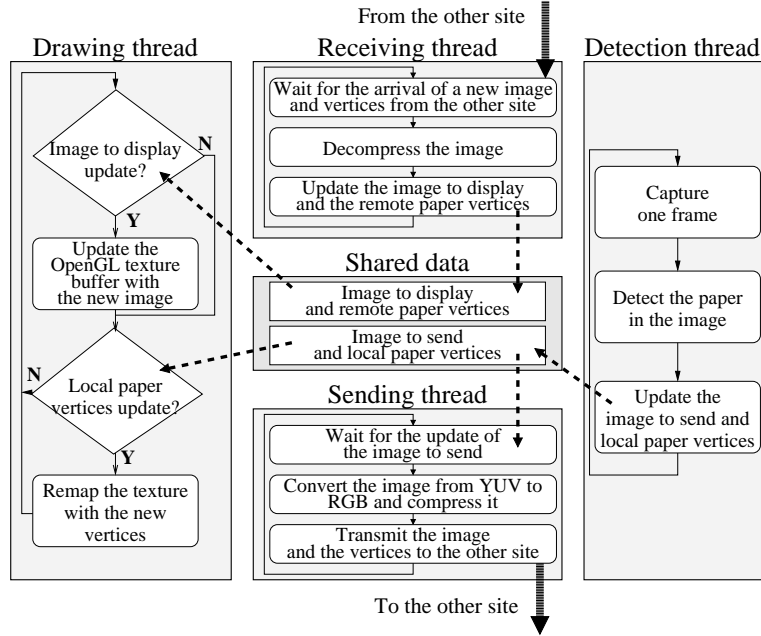 From the other site
Drawing thread
Image to display
update?
N
Y
Update the
OpenGL texture
buffer with
the new image
Local paper
vertices update?
N
Y
Remap the texture
with the new
vertices
Receiving thread
Wait for the arrival of a new image
and vertices from the other site
Decompress the image
Update the image to display
and the remote paper vertices
Shared data
Image to display
and remote paper vertices
Image to send
and local paper vertices
Sending thread
Wait for the update of
the image to send
Convert the image from YUV to
RGB and compress it
Transmit the image
and the vertices to the other site
To the other site
Detection thread
Capture
one frame
Detect the paper
in the image
Update the
image to send and
local paper vertices